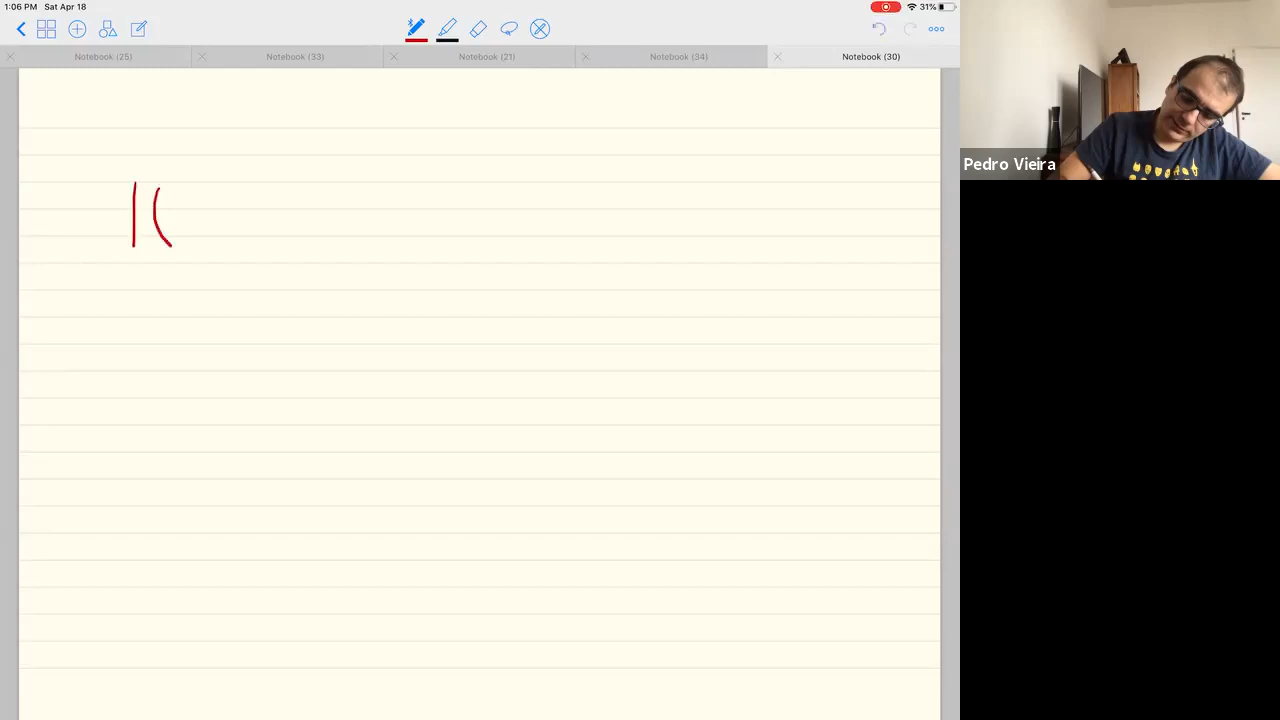 1:06 PM Sat Apr 18 31%
Notebook (25) Notebook (33) Notebook (21) Notebook (34) Notebook (30)
Pedro Vieira